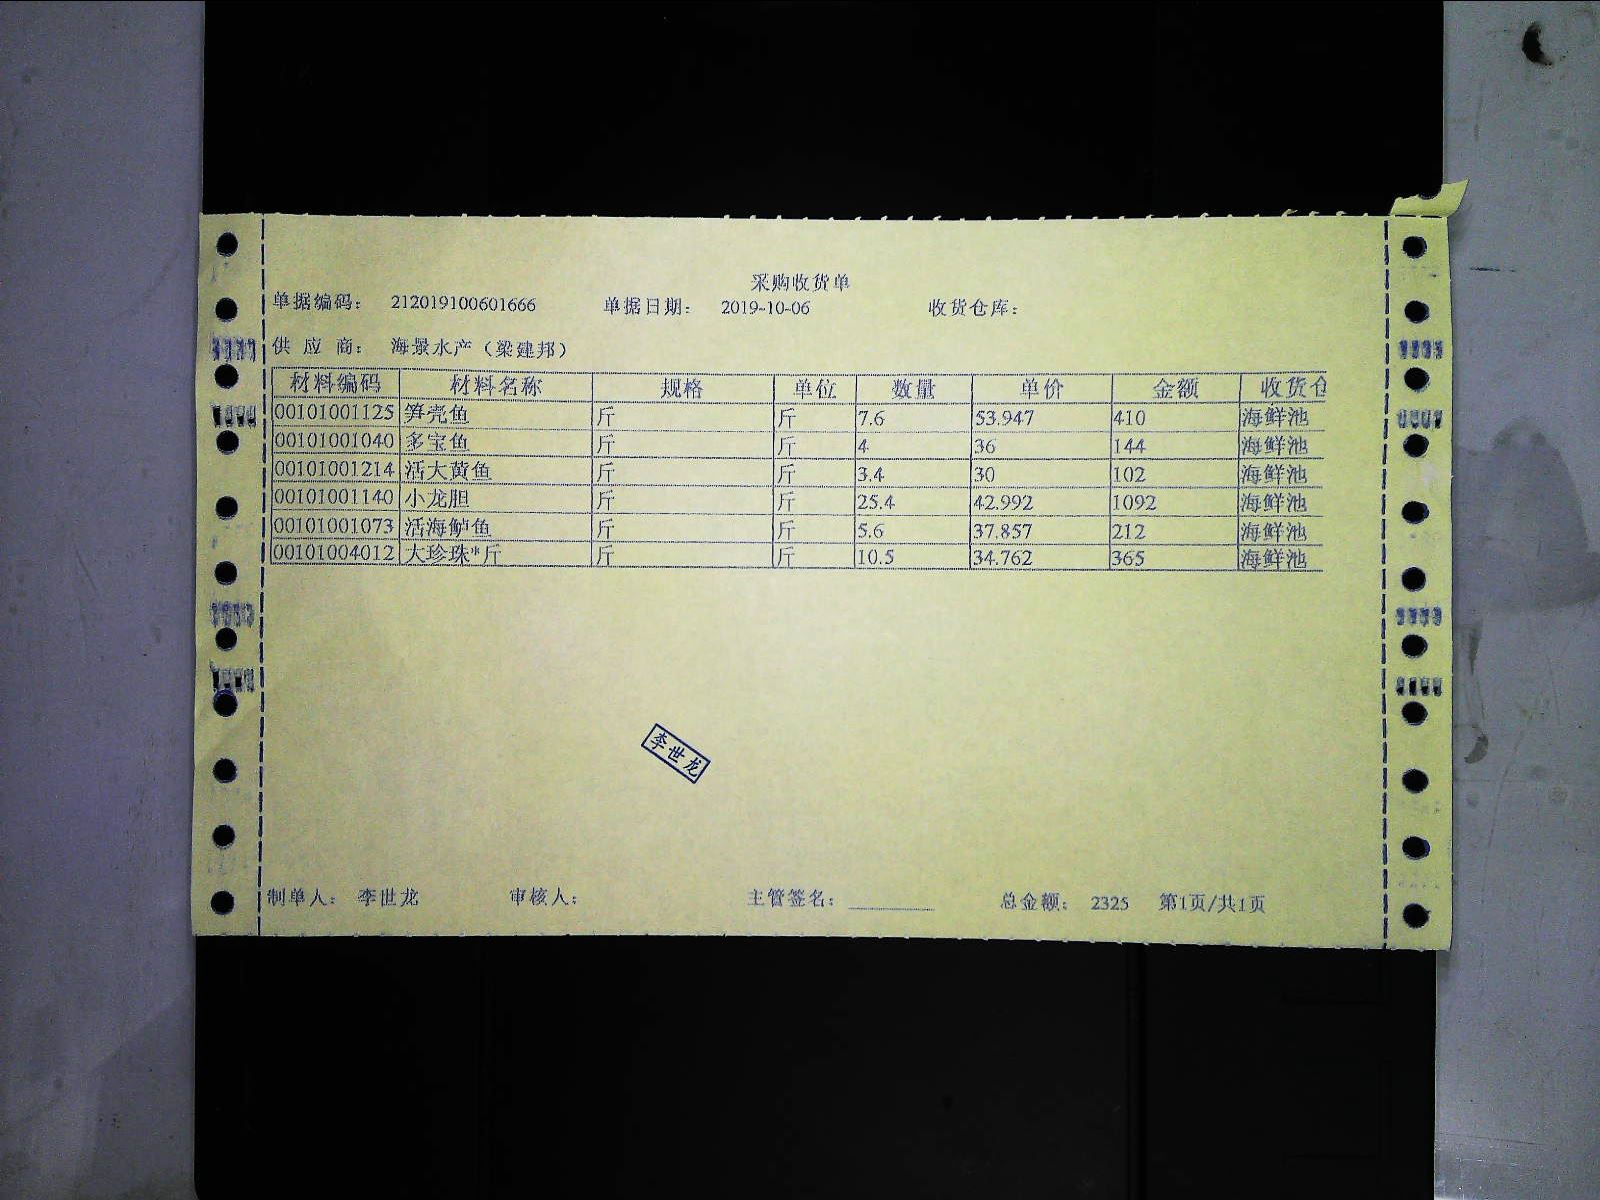 采购收货单
单据编码： 212019100601666 单据日期： 2019-10-06 收货仓库：
供 应 商： 海景水产（梁建邦）
材料编码 材料名称 规格 单位 数量 单价 金额 收货仓
00101001125 笋壳鱼 斤 斤 7.6 53.947 410 海鲜池
00101001040 多宝鱼 斤 斤 4 36 144 海鲜池
00101001214 活大黄鱼 斤 斤 3.4 30 102 海鲜池
00101001140 小龙胆 斤 斤 25.4 42.992 1092 海鲜池
00101001073 活海鲈鱼 斤 斤 5.6 37.857 212 海鲜池
00101004012 大珍珠*斤 斤 斤 10.5 34.762 365 海鲜池
李世龙
制单人： 李世龙 审核人： 主管签名： 总金额： 2325 第1页/共1页